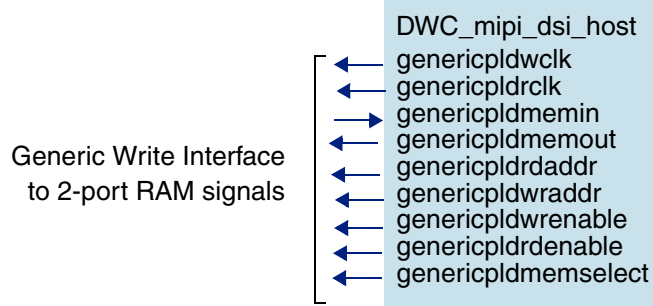 DWC_mipi_dsi_host
genericpldwclk
genericpldrclk
genericpldmemin
genericpldmemout
genericpldrdaddr
genericpldwraddr
genericpldwrenable
genericpldrdenable
genericpldmemselect
Generic Write Interface
to 2-port RAM signals